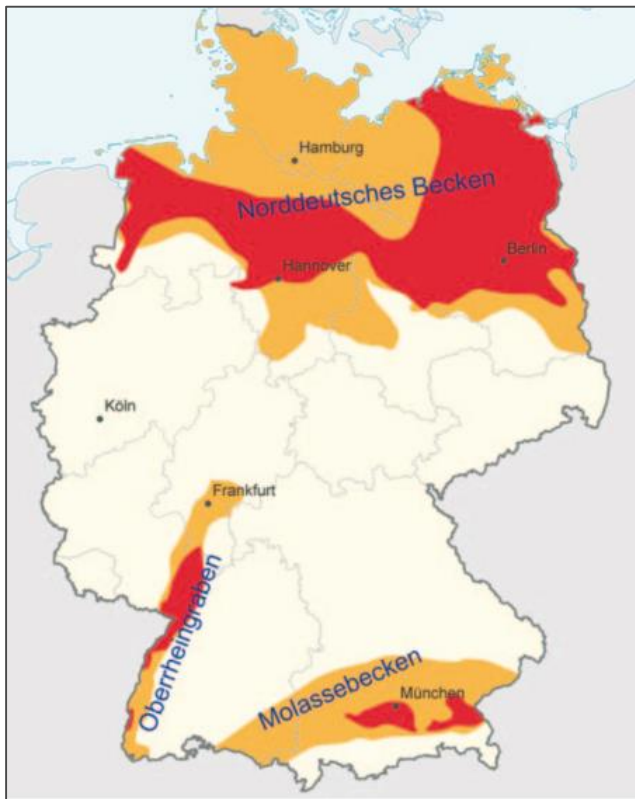 Hamburg
Norddeutsches Becken
Berlin
Hannover
Köln
Frankfurt
Oberrheingraben
Molassebecken
München